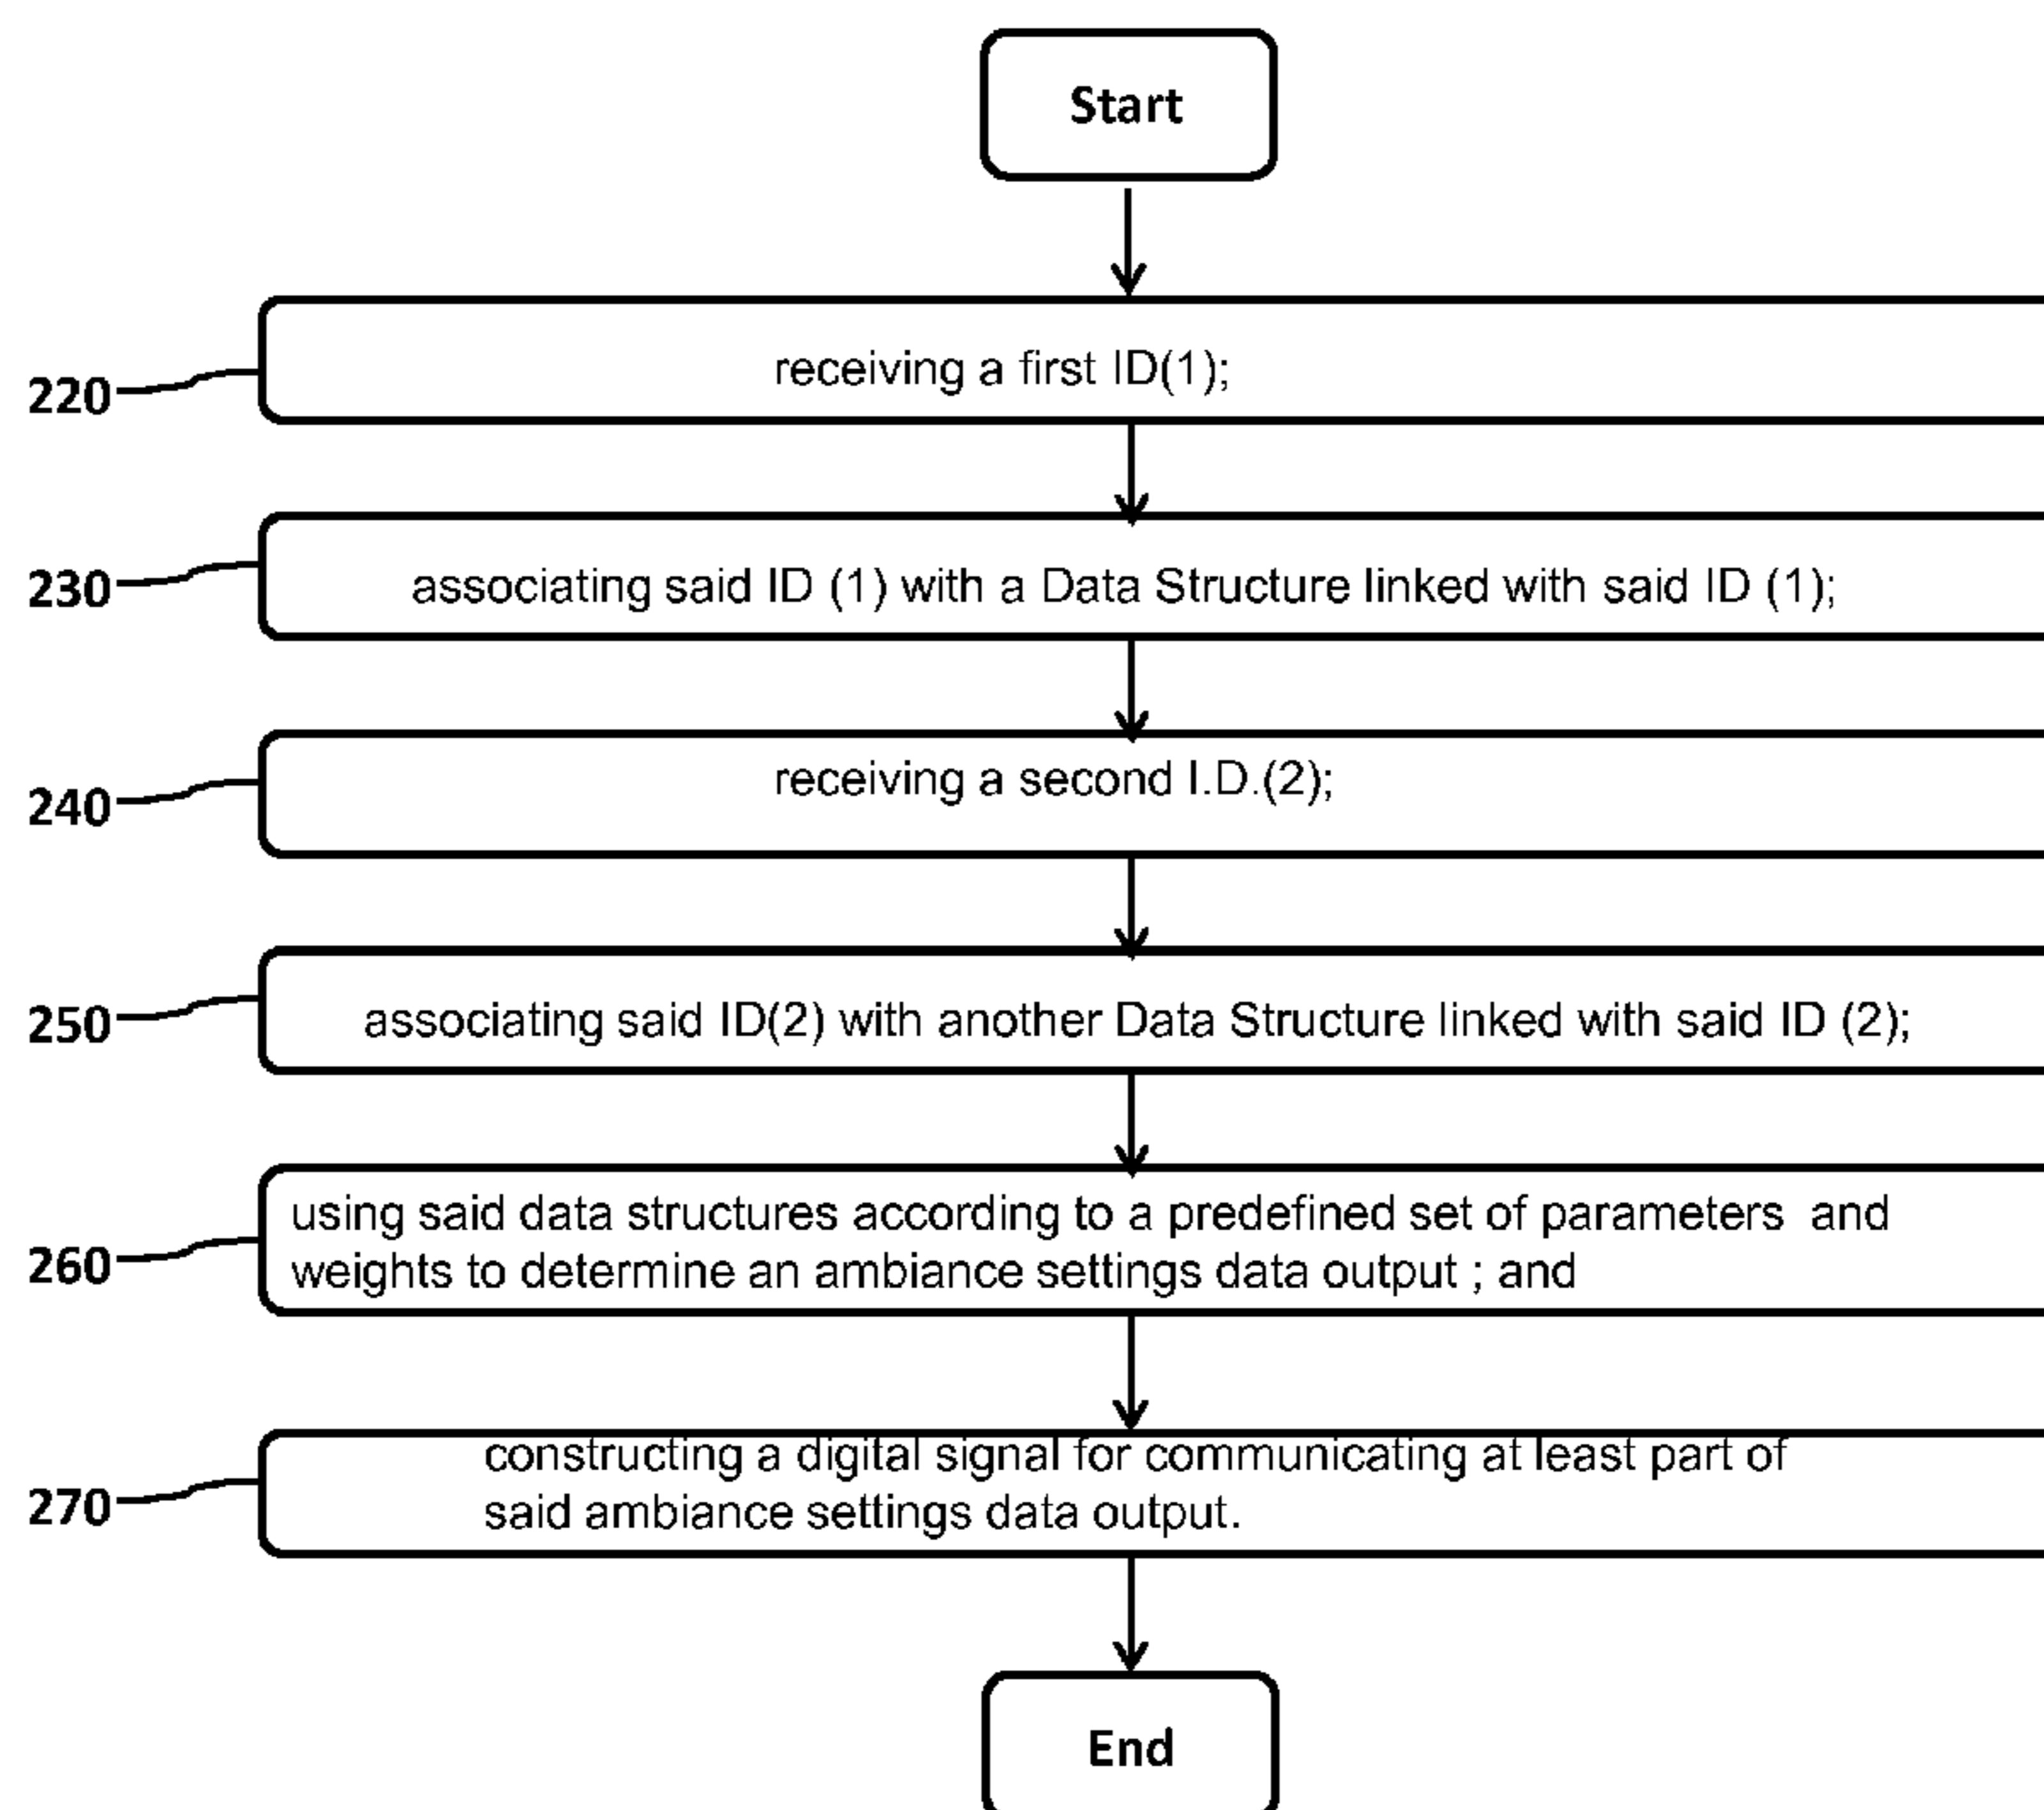 Start
220
receiving a first ID(1);
230
associating said ID (1) with a Data Structure linked with said ID (1);
240
receiving a second I.D.(2);
250
associating said ID(2) with another Data Structure linked with said ID (2);
260
using said data structures according to a predefined set of parameters and
weights to determine an ambiance settings data output ; and
270
constructing a digital signal for communicating at least part of
said ambiance settings data output.
End